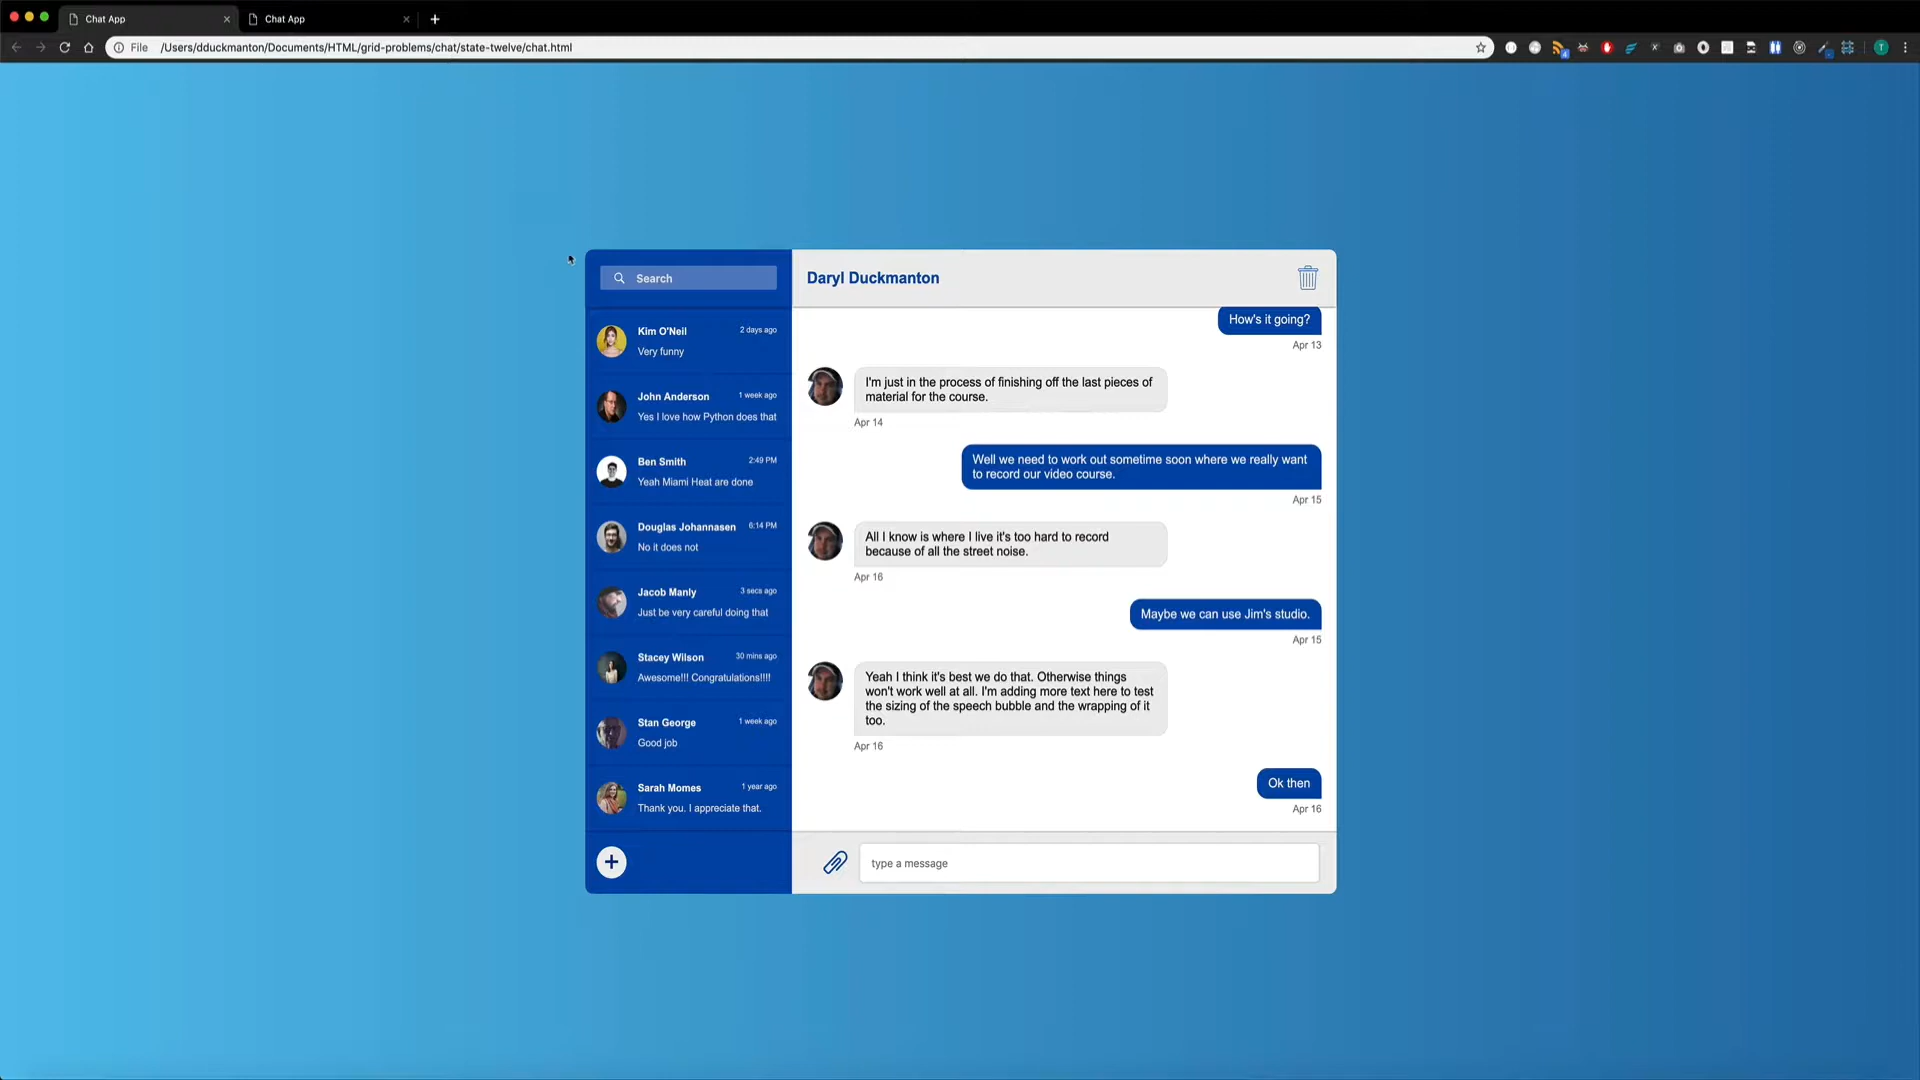 Chat App
Chat App
File /Users/dduckmanton/Documents/HTML/grid-problems/chat/state-twelve/chat.html
T
Search
Kim O'Neil 2 days ago
Very funny
John Anderson 1 week ago
Yes I love how Python does that
Ben Smith 2:49 PM
Yeah Miami Heat are done
Douglas Johannasen 6:14 PM
No it does not
Jacob Manly 3 secs ago
Just be very careful doing that
Stacey Wilson 30 mins ago
Awesome!!! Congratulations!!!!
Stan George 1 week ago
Good job
Sarah Momes 1 year ago
Thank you. I appreciate that.
Daryl Duckmanton
How's it going?
Apr 13
I'm just in the process of finishing off the last pieces of
material for the course.
Apr 14
Well we need to work out sometime soon where we really want
to record our video course.
Apr 15
All I know is where I live it's too hard to record
because of all the street noise.
Apr 16
Maybe we can use Jim's studio.
Apr 15
Yeah I think it's best we do that. Otherwise things
won't work well at all. I'm adding more text here to test
the sizing of the speech bubble and the wrapping of it
too.
Apr 16
Ok then
Apr 16
type a message